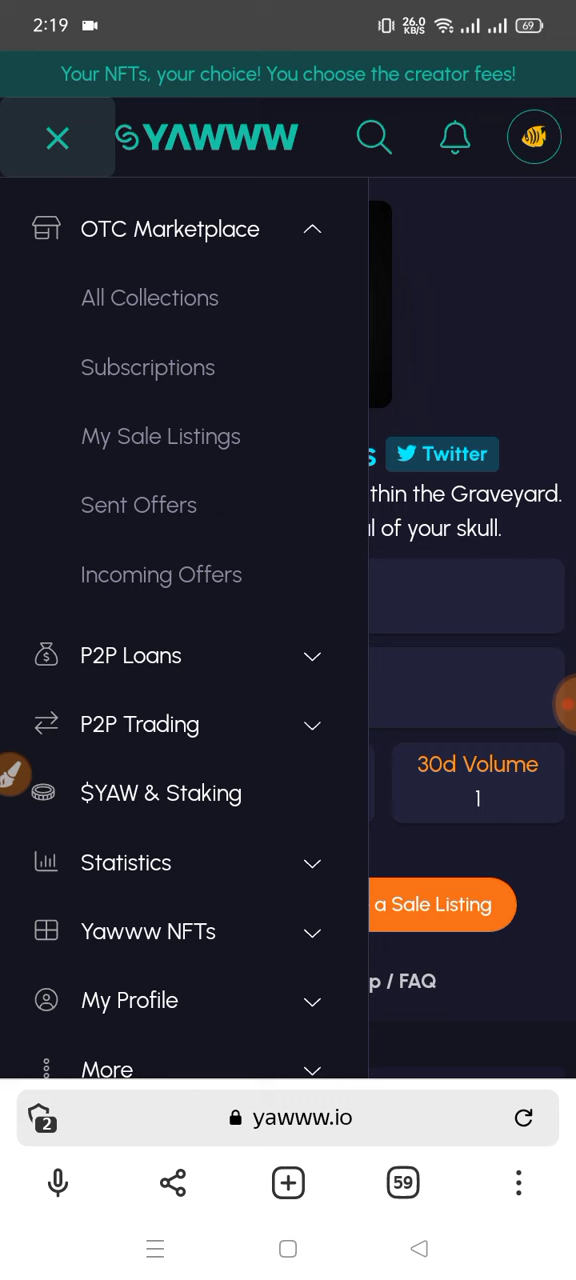 2:19 26.0 KB/S 69
Your NFTs, your choice! You choose the creator fees!
YAWWW
OTC Marketplace
All Collections
Subscriptions
My Sale Listings
s Twitter
thin the Graveyard.
Sent Offers
l of your skull.
Incoming Offers
P2P Loans
P2P Trading
30d Volume
$YAW & Staking
1
Statistics
a Sale Listing
Yawww NFTs
p / FAQ
My Profile
More
2 yawww.io
59